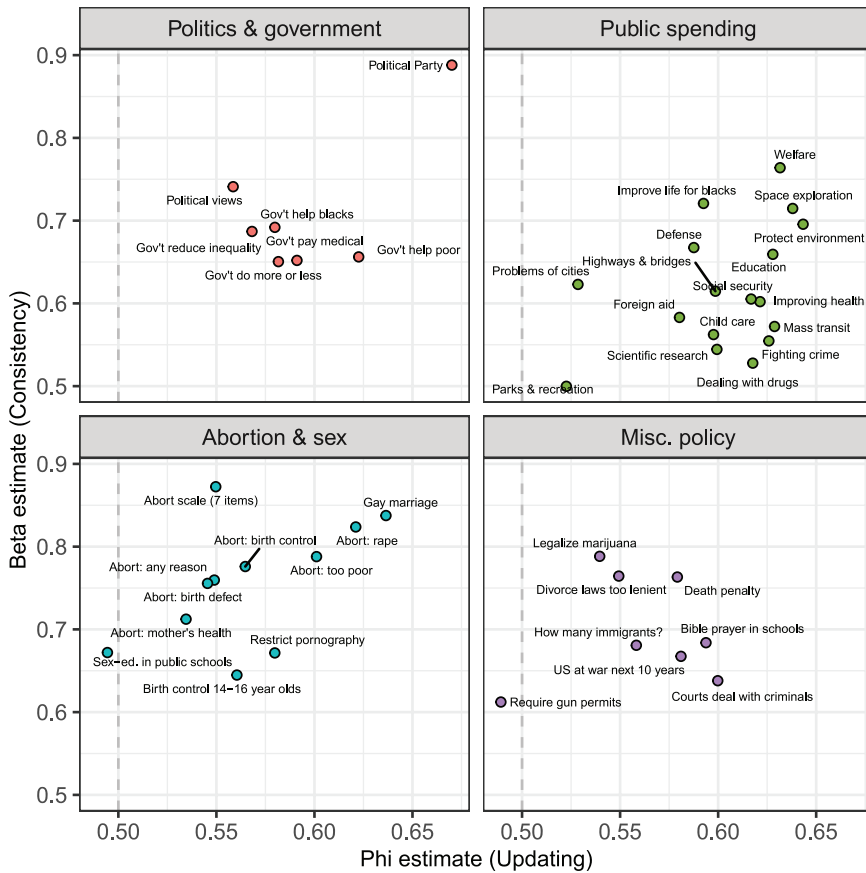 Politics & government
Public spending
0.9
0.8
0.7
0.6
0.5
Political Party
Political views
Gov't help blacks
Gov't reduce inequality
Gov't pay medical
Gov't help poor
Gov't do more or less
Welfare
Improve life for blacks
Space exploration
Defense
Protect environment
Highways & bridges
Education
Problems of cities
Social security
Improving health
Foreign aid
Child care
Mass transit
Scientific research
Fighting crime
Parks & recreation
Dealing with drugs
Beta estimate (Consistency)
Abortion & sex
Misc. policy
0.9
0.8
0.7
0.6
0.5
Abort scale (7 items)
Gay marriage
Abort: birth control
Abort: rape
Abort: any reason
Abort: too poor
Abort: birth defect
Abort: mother's health
Restrict pornography
Sex-ed. in public schools
Birth control 14-16 year olds
Legalize marijuana
Divorce laws too lenient
Death penalty
How many immigrants?
Bible prayer in schools
US at war next 10 years
Courts deal with criminals
Require gun permits
0.50 0.55 0.60 0.65
0.50 0.55 0.60 0.65
Phi estimate (Updating)